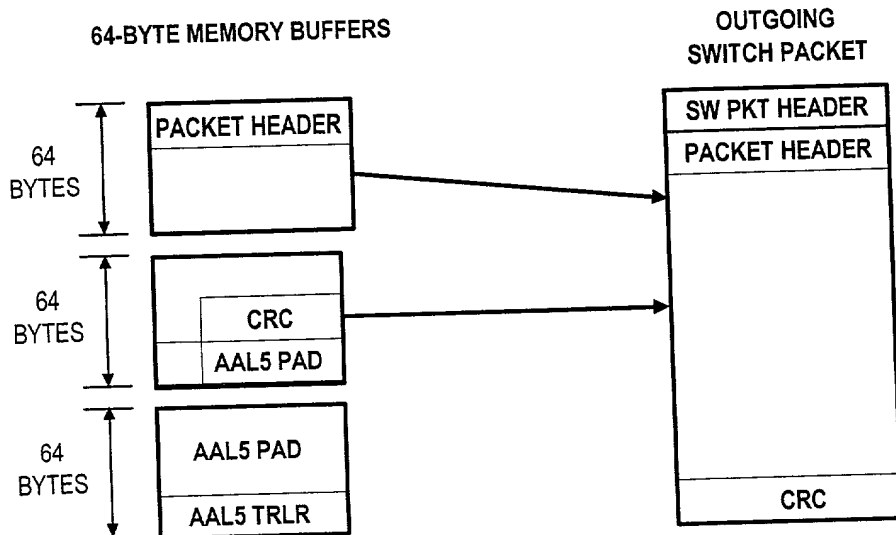 64-BYTE MEMORY BUFFERS
OUTGOING
SWITCH PACKET
64
BYTES
PACKET HEADER
64
BYTES
CRC
AAL5 PAD
64
BYTES
AAL5 PAD
AAL5 TRLR
SW PKT HEADER
PACKET HEADER
CRC